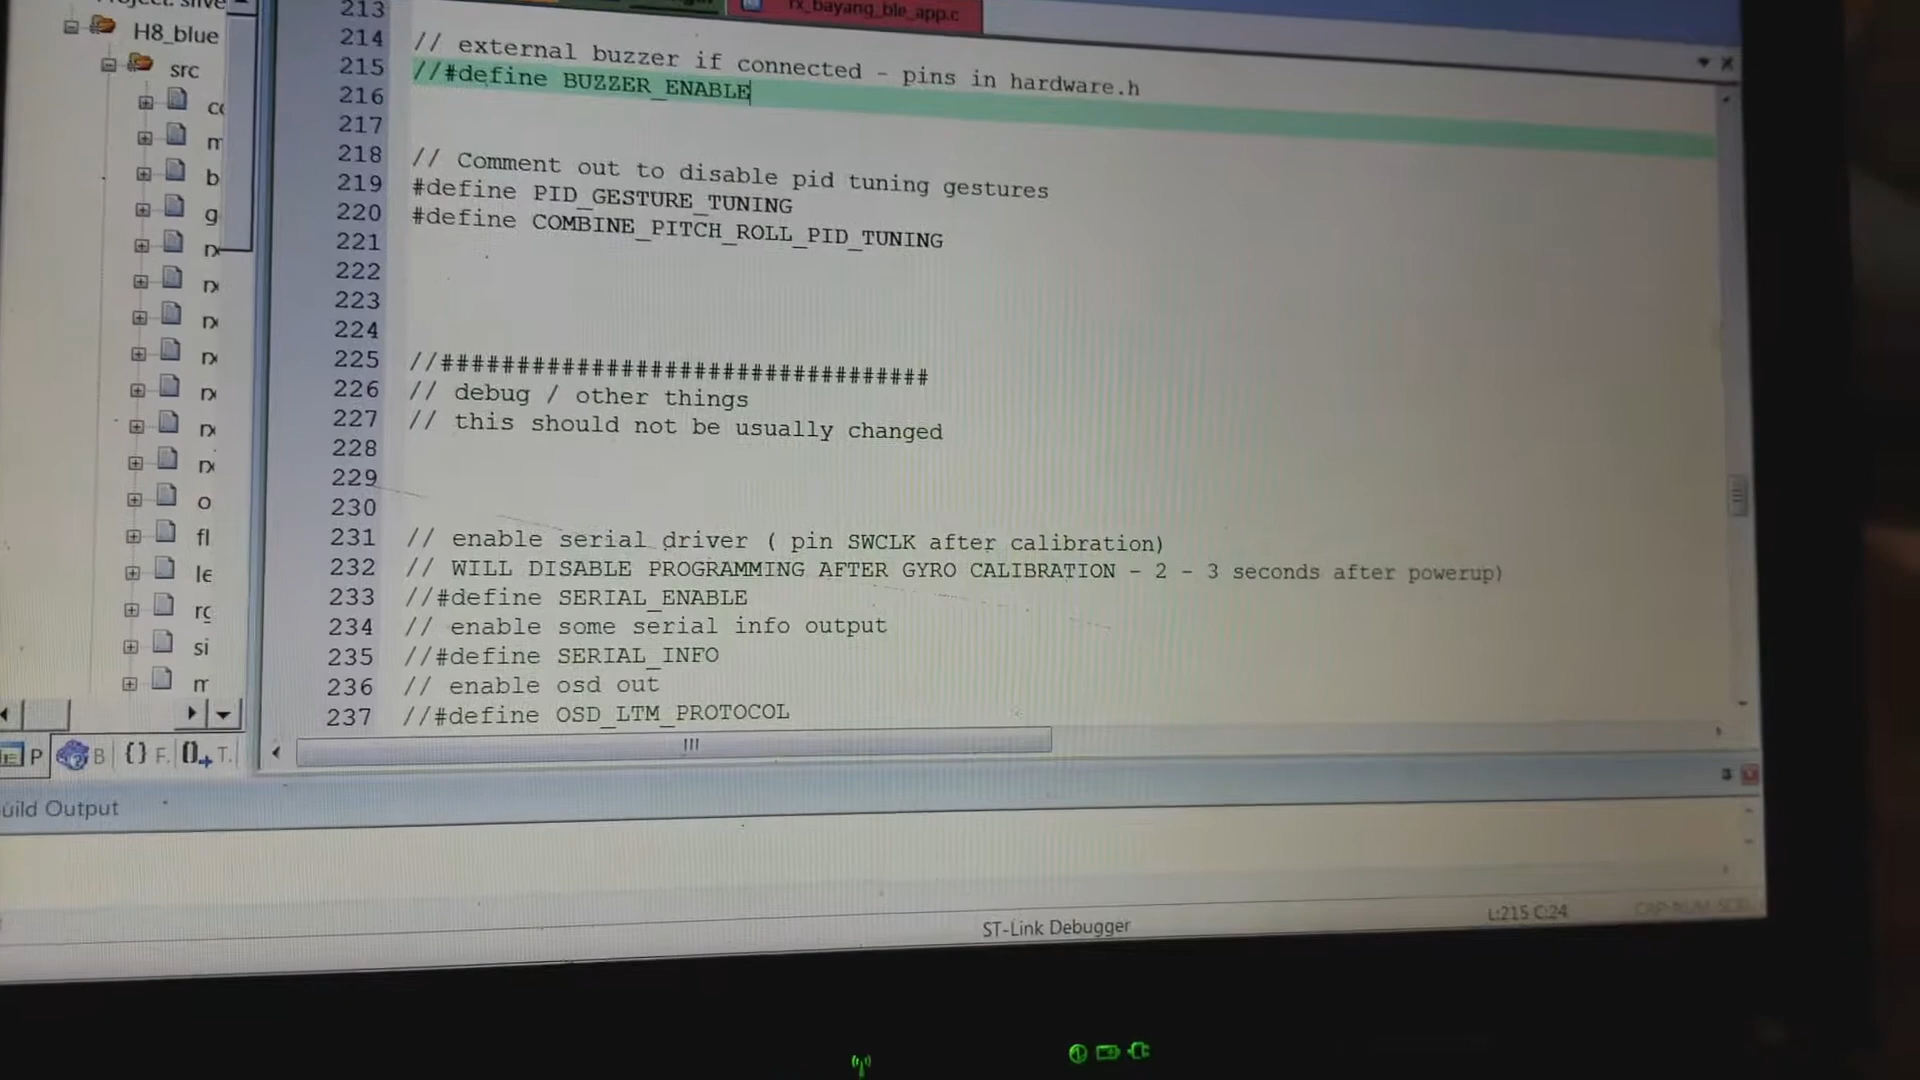 H8_blue
src
rx_bayang_ble_app.c
213
214 // external buzzer if connected - pins in hardware.h
215 //#define BUZZER_ENABLE
216
217
218 // Comment out to disable pid tuning gestures
219 #define PID_GESTURE_TUNING
220 #define COMBINE_PITCH_ROLL_PID_TUNING
221
222
223
224
225 //################################
226 // debug / other things
227 // this should not be usually changed
228
229
230
231 // enable serial driver ( pin SWCLK after calibration)
232 // WILL DISABLE PROGRAMMING AFTER GYRO CALIBRATION - 2 - 3 seconds after powerup)
233 //#define SERIAL_ENABLE
234 // enable some serial info output
235 //#define SERIAL_INFO
236 // enable osd out
237 //#define OSD_LTM_PROTOCOL
P B {} F. T.
uild Output
ST-Link Debugger
L:215 C:24